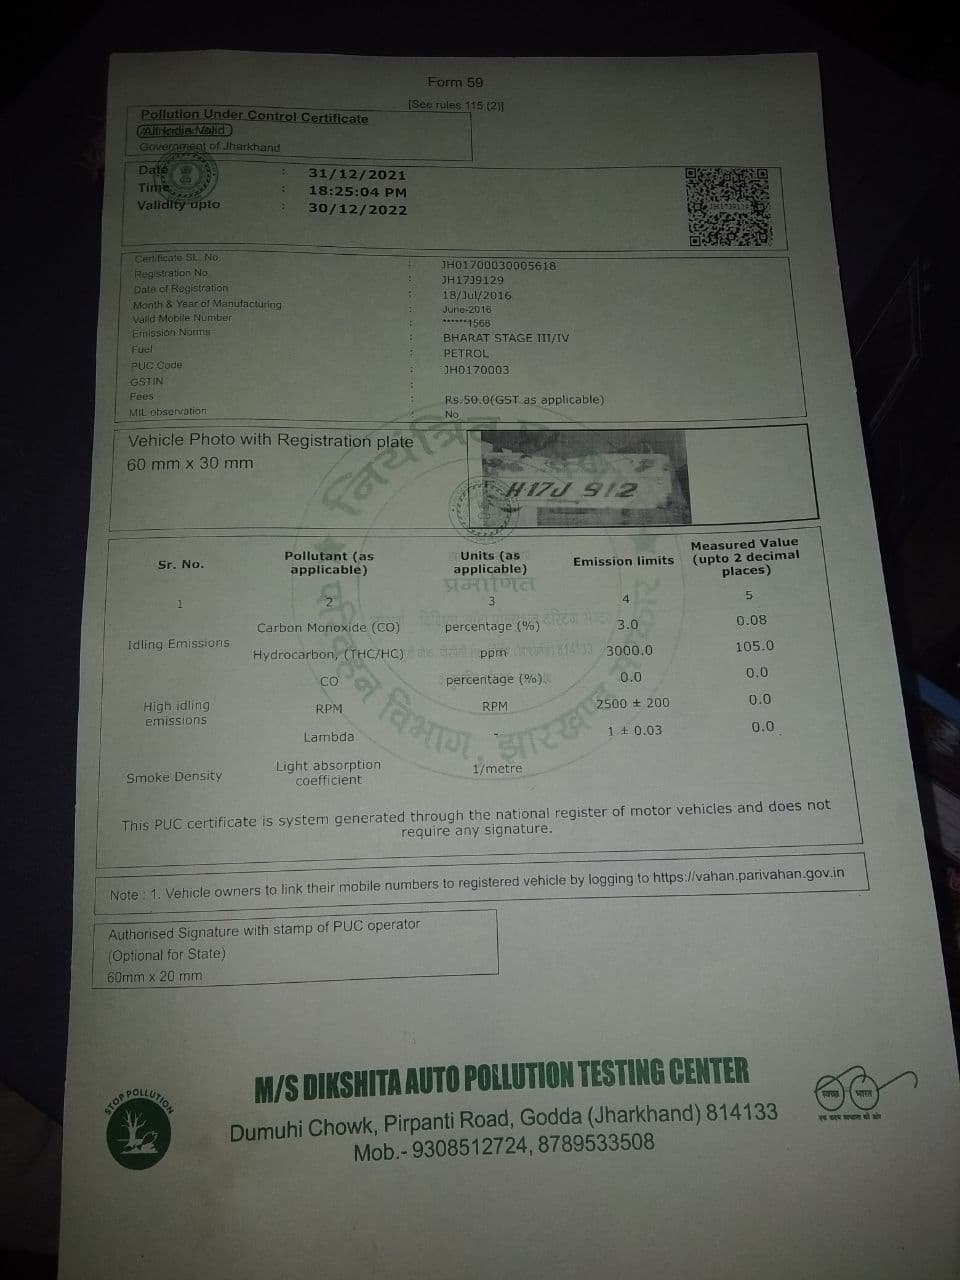 Form 59
[See rules 115 (2)]
Pollution Under Control Certificate
All India Valid
Government of Jharkhand
Date : 31/12/2021
Time : 18:25:04 PM
Validity upto : 30/12/2022
JH17J9129
Certificate SL. No. : JH01700030005618
Registration No. : JH17J9129
Date of Registration : 18/Jul/2016
Month & Year of Manufacturing : June-2016
Valid Mobile Number : ******1568
Emission Norms : BHARAT STAGE III/IV
Fuel : PETROL
PUC Code : JH0170003
GSTIN :
Fees : Rs.50.0(GST as applicable)
MIL observation : No
Vehicle Photo with Registration plate
60 mm x 30 mm
H-17J 912
नियंत्रित
प्रमाणित
परिवहन विभाग, झारखण्ड सरकार
Sr. No. Pollutant (as applicable) Units (as applicable) Emission limits Measured Value (upto 2 decimal places)
1 2 3 4 5
Idling Emissions Carbon Monoxide (CO) percentage (%) 3.0 0.08
Hydrocarbon, (THC/HC) ppm 3000.0 105.0
High idling emissions CO percentage (%) 0.0 0.0
RPM RPM 2500 ± 200 0.0
Lambda - 1 ± 0.03 0.0
Smoke Density Light absorption coefficient 1/metre
This PUC certificate is system generated through the national register of motor vehicles and does not
require any signature.
Note : 1. Vehicle owners to link their mobile numbers to registered vehicle by logging to https://vahan.parivahan.gov.in
Authorised Signature with stamp of PUC operator
(Optional for State)
60mm x 20 mm
STOP POLLUTION
M/S DIKSHITA AUTO POLLUTION TESTING CENTER
Dumuhi Chowk, Pirpanti Road, Godda (Jharkhand) 814133
Mob.- 9308512724, 8789533508
स्वच्छ भारत
एक कदम स्वच्छता की ओर